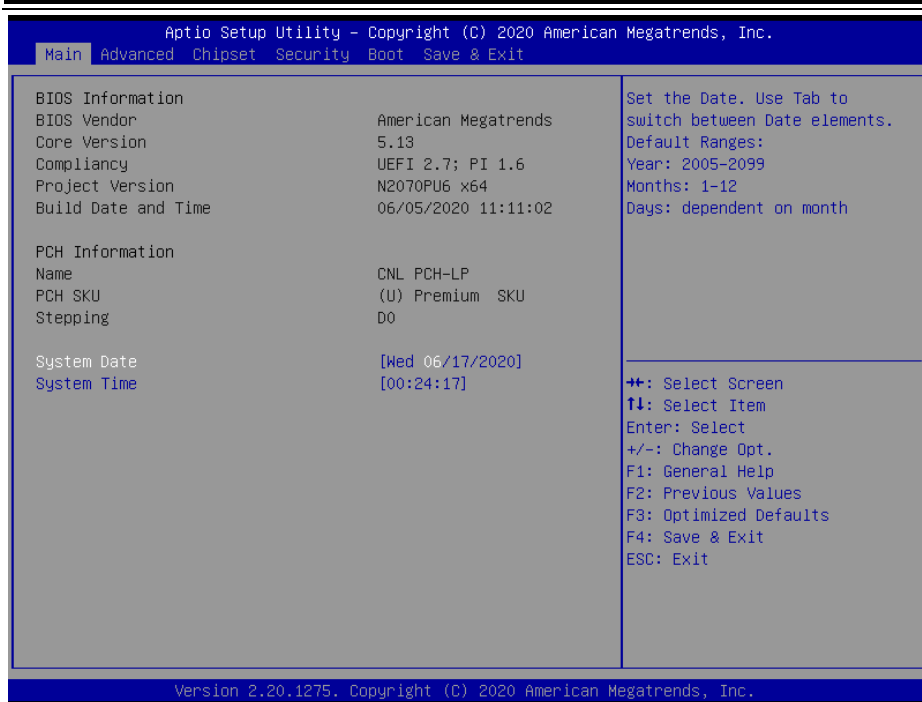 Aptio Setup Utility – Copyright (C) 2020 American Megatrends, Inc.
Main Advanced Chipset Security Boot Save & Exit
BIOS Information
BIOS Vendor American Megatrends
Core Version 5.13
Compliancy UEFI 2.7; PI 1.6
Project Version N2070PU6 x64
Build Date and Time 06/05/2020 11:11:02
PCH Information
Name CNL PCH-LP
PCH SKU (U) Premium SKU
Stepping D0
System Date [Wed 06/17/2020]
System Time [00:24:17]
Set the Date. Use Tab to
switch between Date elements.
Default Ranges:
Year: 2005-2099
Months: 1-12
Days: dependent on month
→←: Select Screen
↑↓: Select Item
Enter: Select
+/-: Change Opt.
F1: General Help
F2: Previous Values
F3: Optimized Defaults
F4: Save & Exit
ESC: Exit
Version 2.20.1275. Copyright (C) 2020 American Megatrends, Inc.